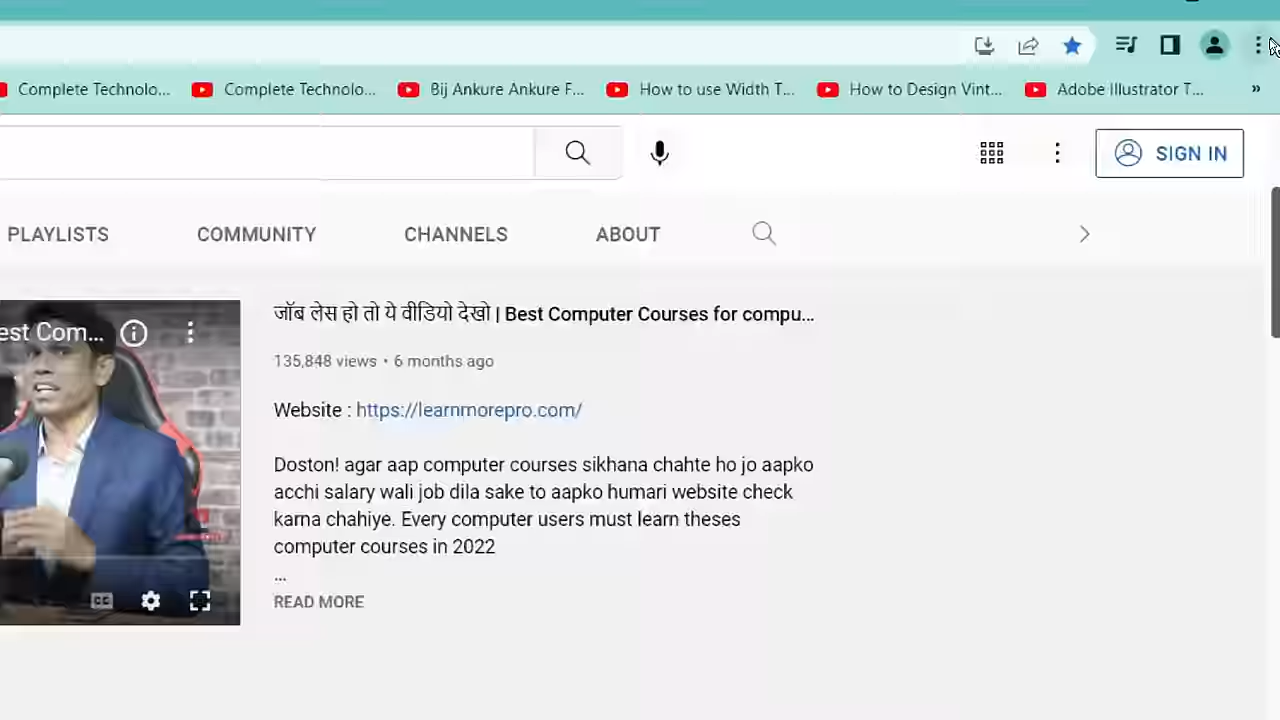 Complete Technolo... Complete Technolo... Bij Ankure Ankure F... How to use Width T... How to Design Vint... Adobe Illustrator T... »
SIGN IN
PLAYLISTS COMMUNITY CHANNELS ABOUT
जॉब लेस हो तो ये वीडियो देखो | Best Computer Courses for compu...
est Com...
135,848 views • 6 months ago
Website : https://learnmorepro.com/
Doston! agar aap computer courses sikhana chahte ho jo aapko
acchi salary wali job dila sake to aapko humari website check
karna chahiye. Every computer users must learn theses
computer courses in 2022
...
CC
READ MORE